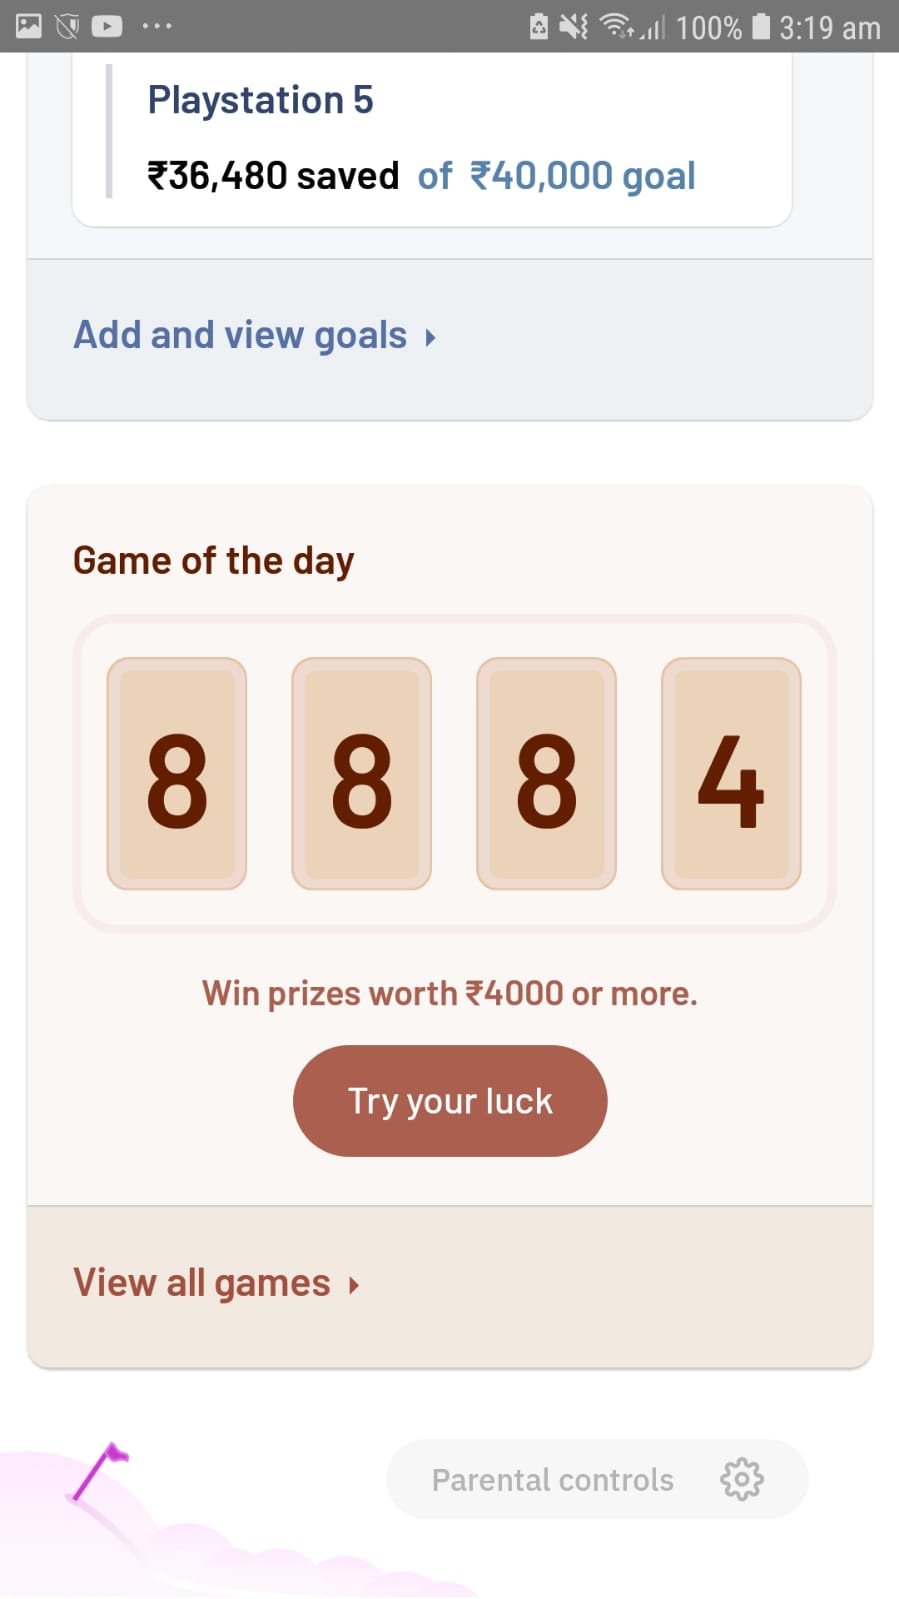 100% 3:19 am
Playstation 5
₹36,480 saved of ₹40,000 goal
Add and view goals
Game of the day
8 8 8 4
Win prizes worth ₹4000 or more.
Try your luck
View all games
Parental controls